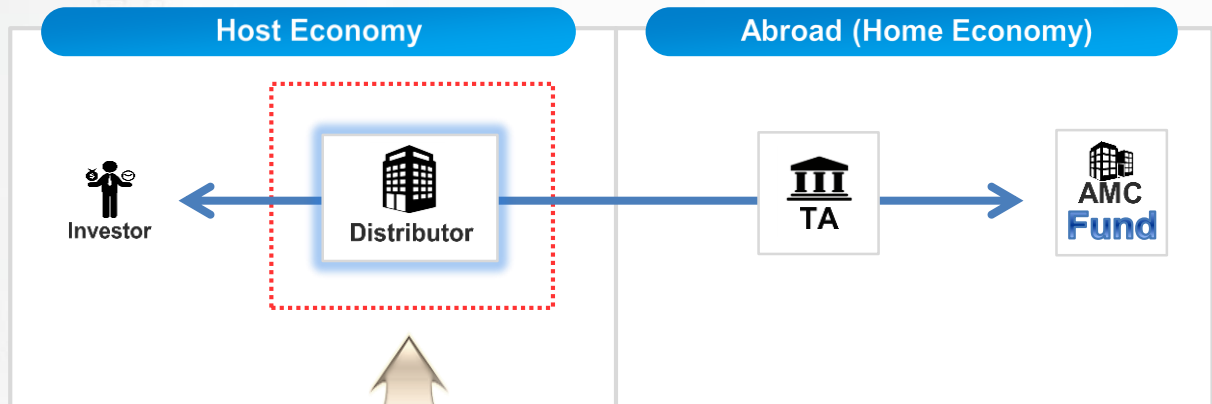 Host Economy
Abroad (Home Economy)
Investor
Distributor
TA
AMC
Fund